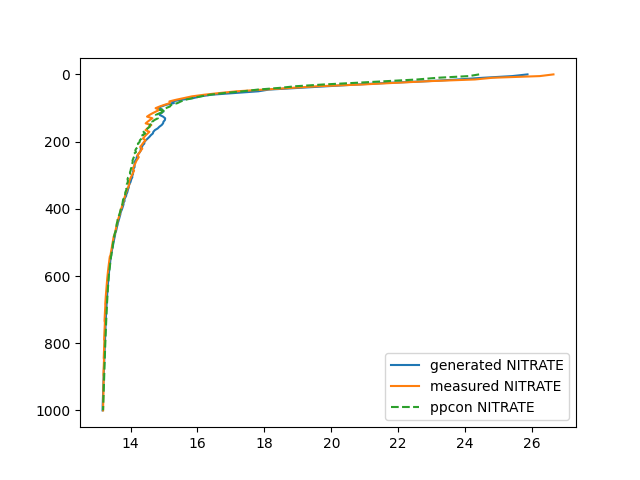 0
200
400
600
800
1000
14 16 18 20 22 24 26
generated NITRATE
measured NITRATE
ppcon NITRATE